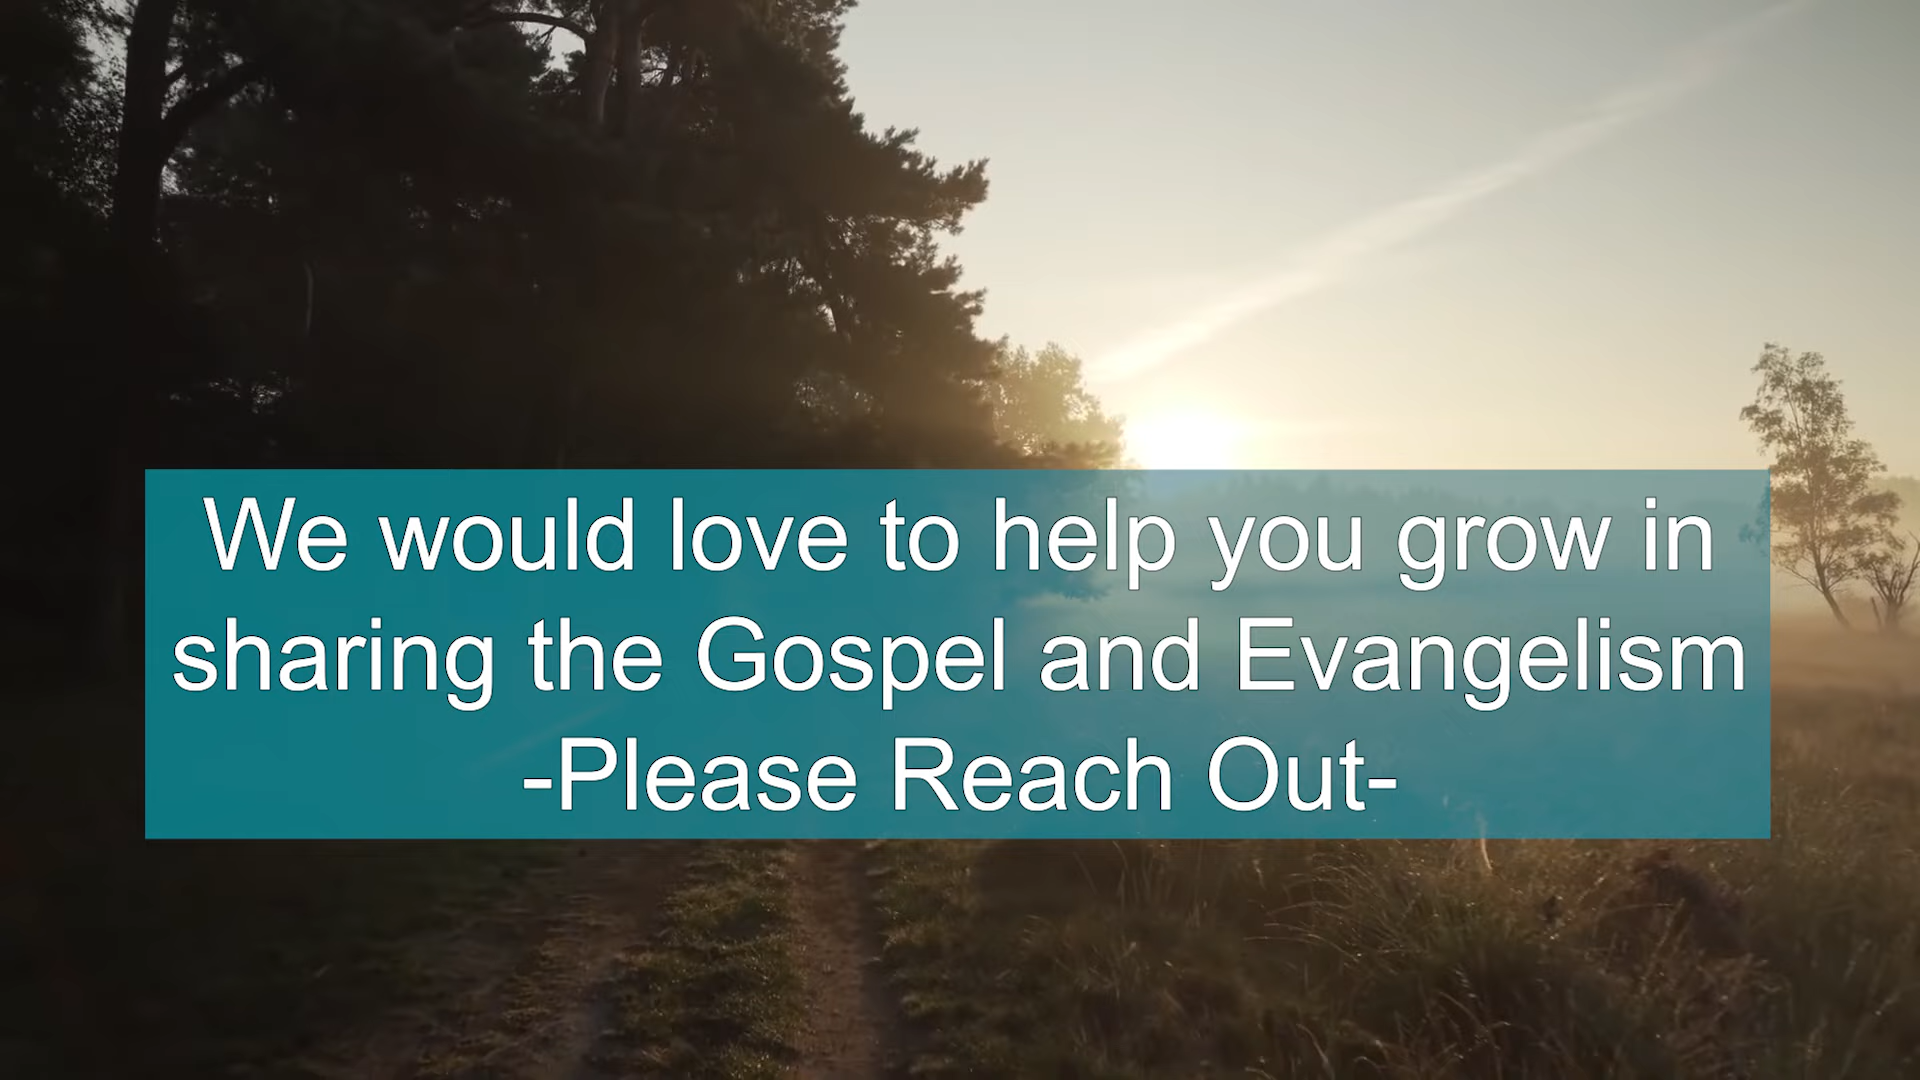 We would love to help you grow in
sharing the Gospel and Evangelism
-Please Reach Out-